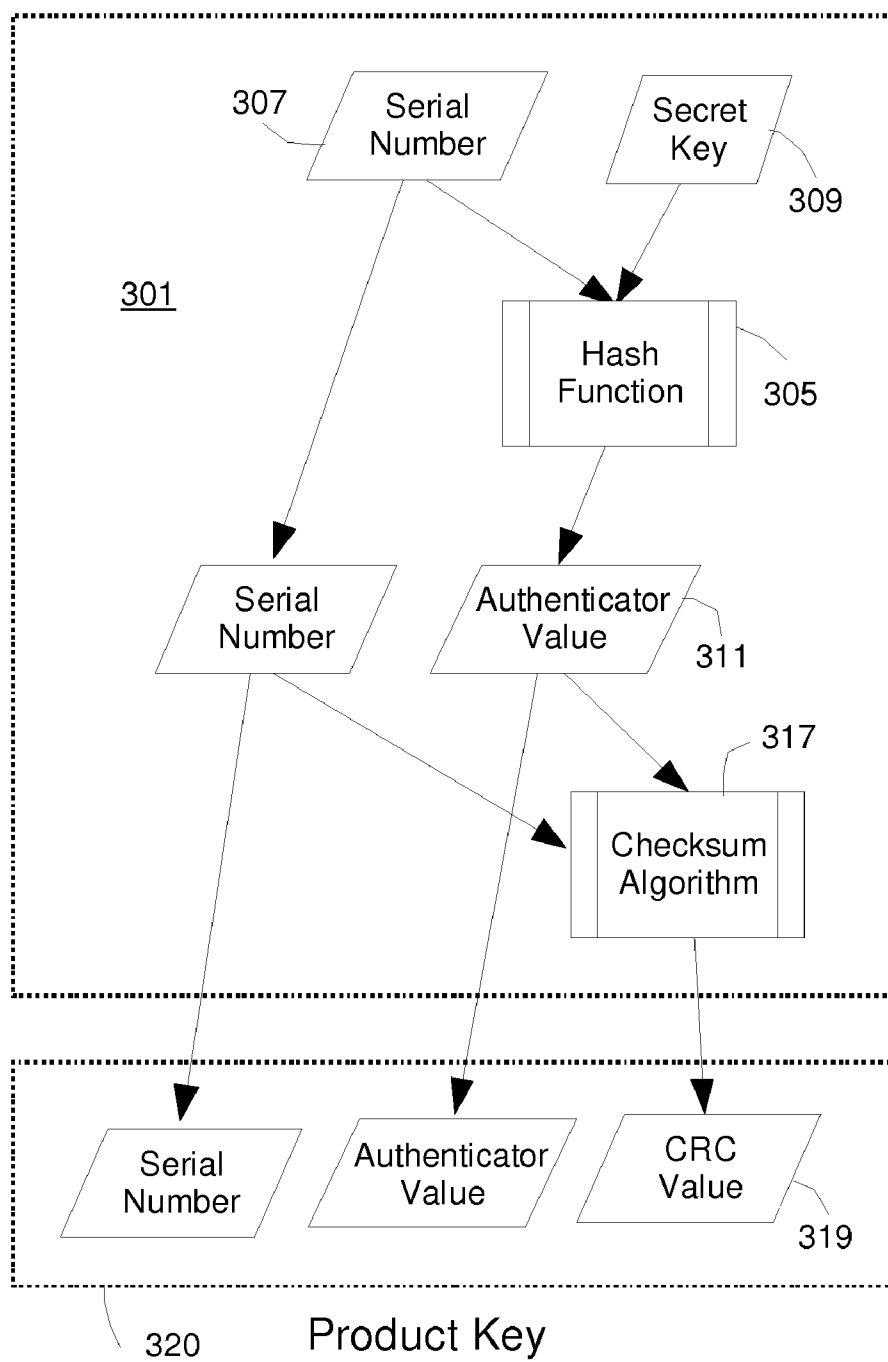 307
Serial
Number
Secret
Key
309
301
Hash
Function
305
Serial
Number
Authenticator
Value
311
317
Checksum
Algorithm
Serial
Number
Authenticator
Value
CRC
Value
319
320
Product Key